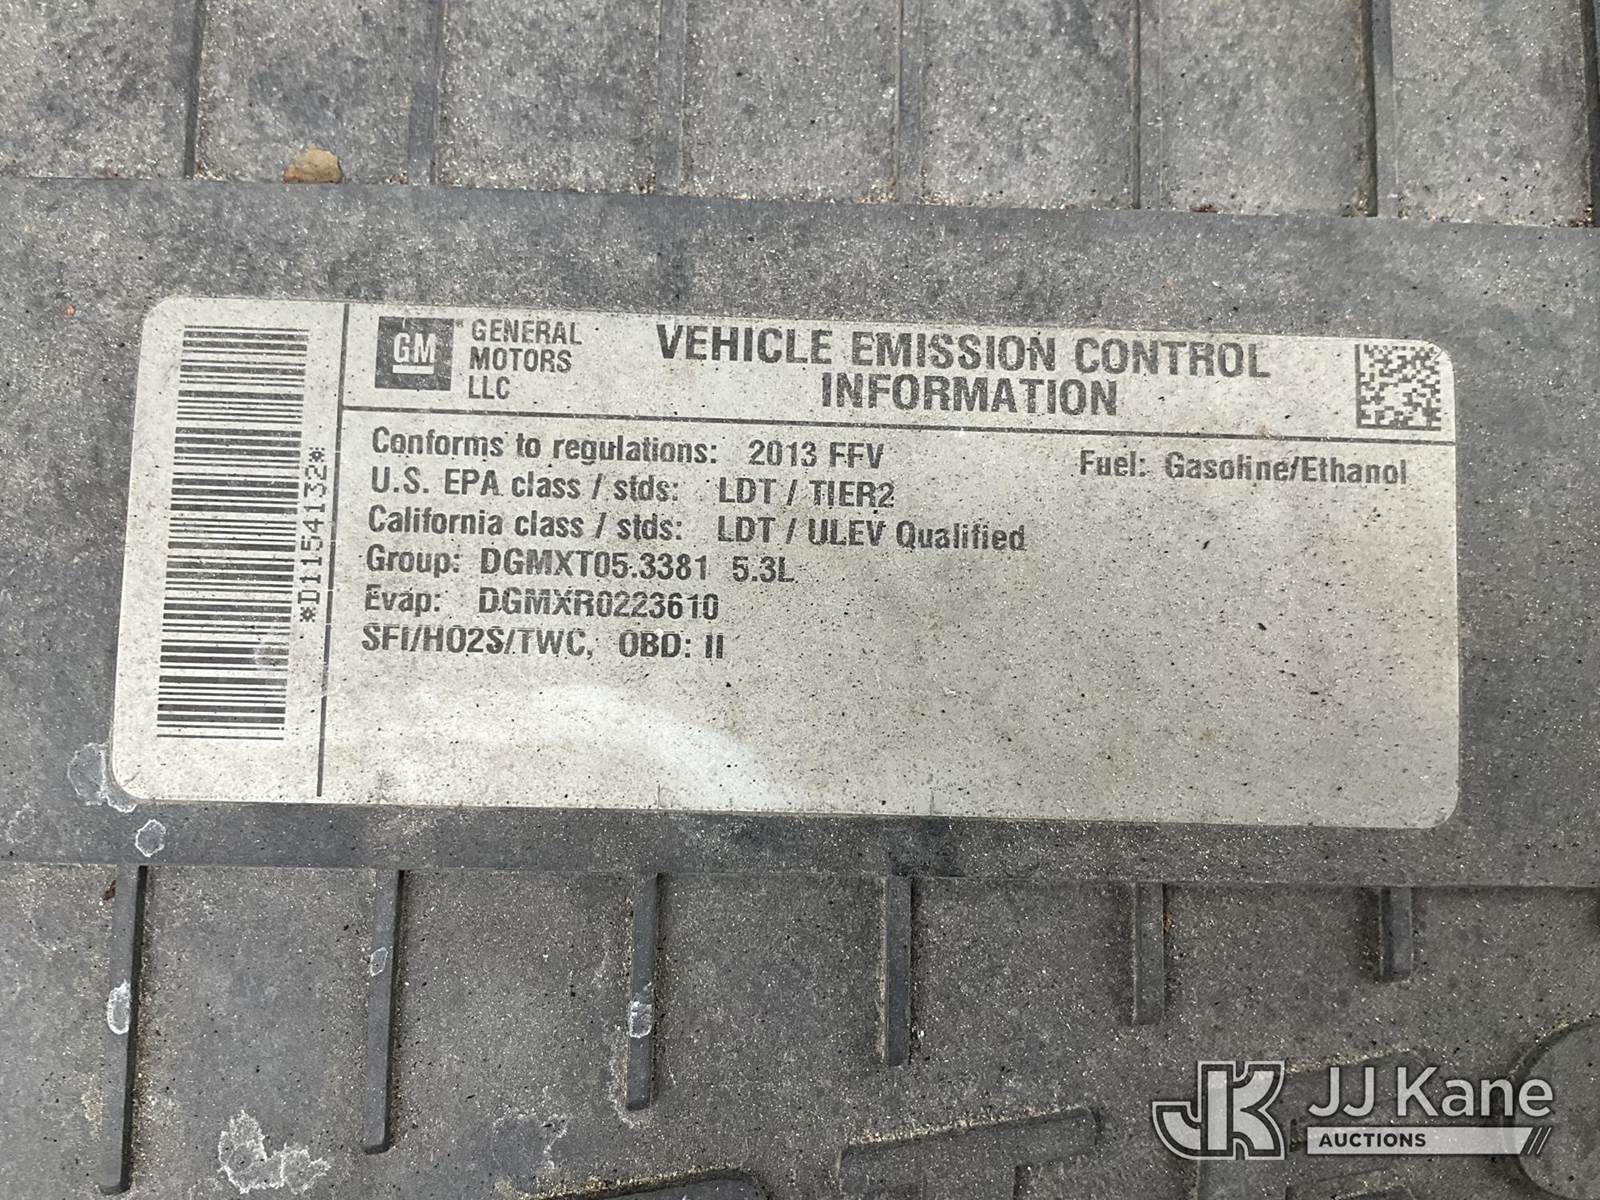 GM
GENERAL
MOTORS
LLC
VEHICLE EMISSION CONTROL
INFORMATION
Conforms to regulations: 2013 FFV
Fuel: Gasoline/Ethanol
U.S. EPA class / stds: LDT / TIER2
California class / stds: LDT / ULEV Qualified
Group: DGMXT05.3381 5.3L
Evap: DGMXR0223610
SFI/HO2S/TWC, OBD: II
*D1154132*
JK JJ Kane
AUCTIONS